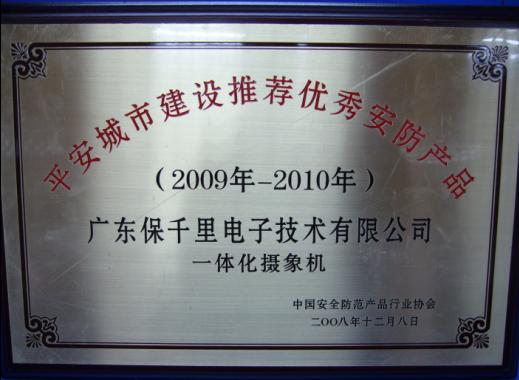 平安城市建设推荐优秀安防产品
（2009年-2010年）
广东保千里电子技术有限公司
一体化摄象机
中国安全防范产品行业协会
二〇〇八年十二月八日